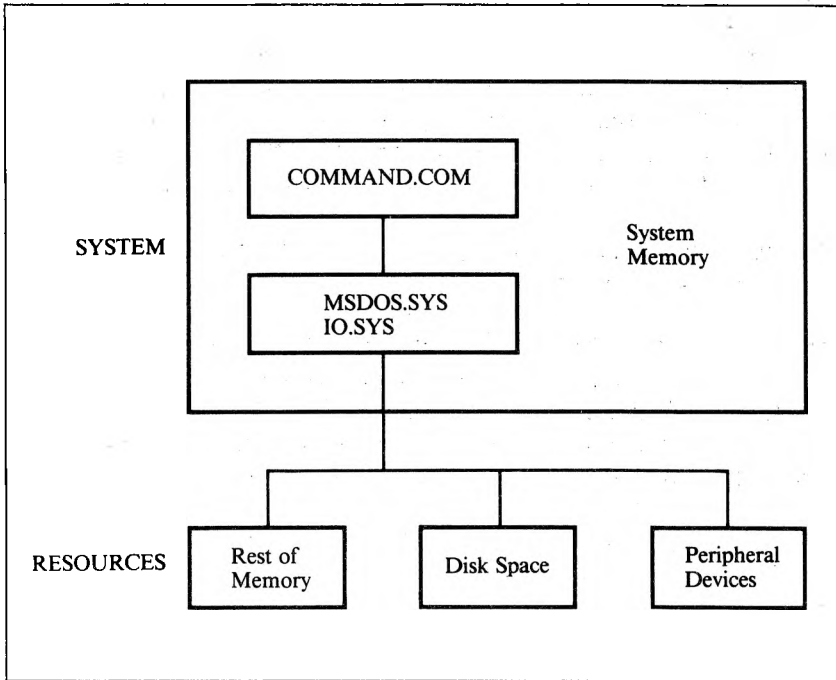 COMMAND.COM
SYSTEM
System
Memory
MSDOS.SYS
IO.SYS
RESOURCES
Rest of
Memory
Disk Space
Peripheral
Devices